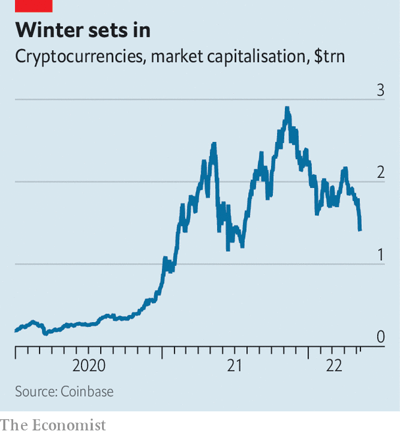 Winter sets in
Cryptocurrencies, market capitalisation, $trn
3
2
1
0
2020 21 22
Source: Coinbase
The Economist